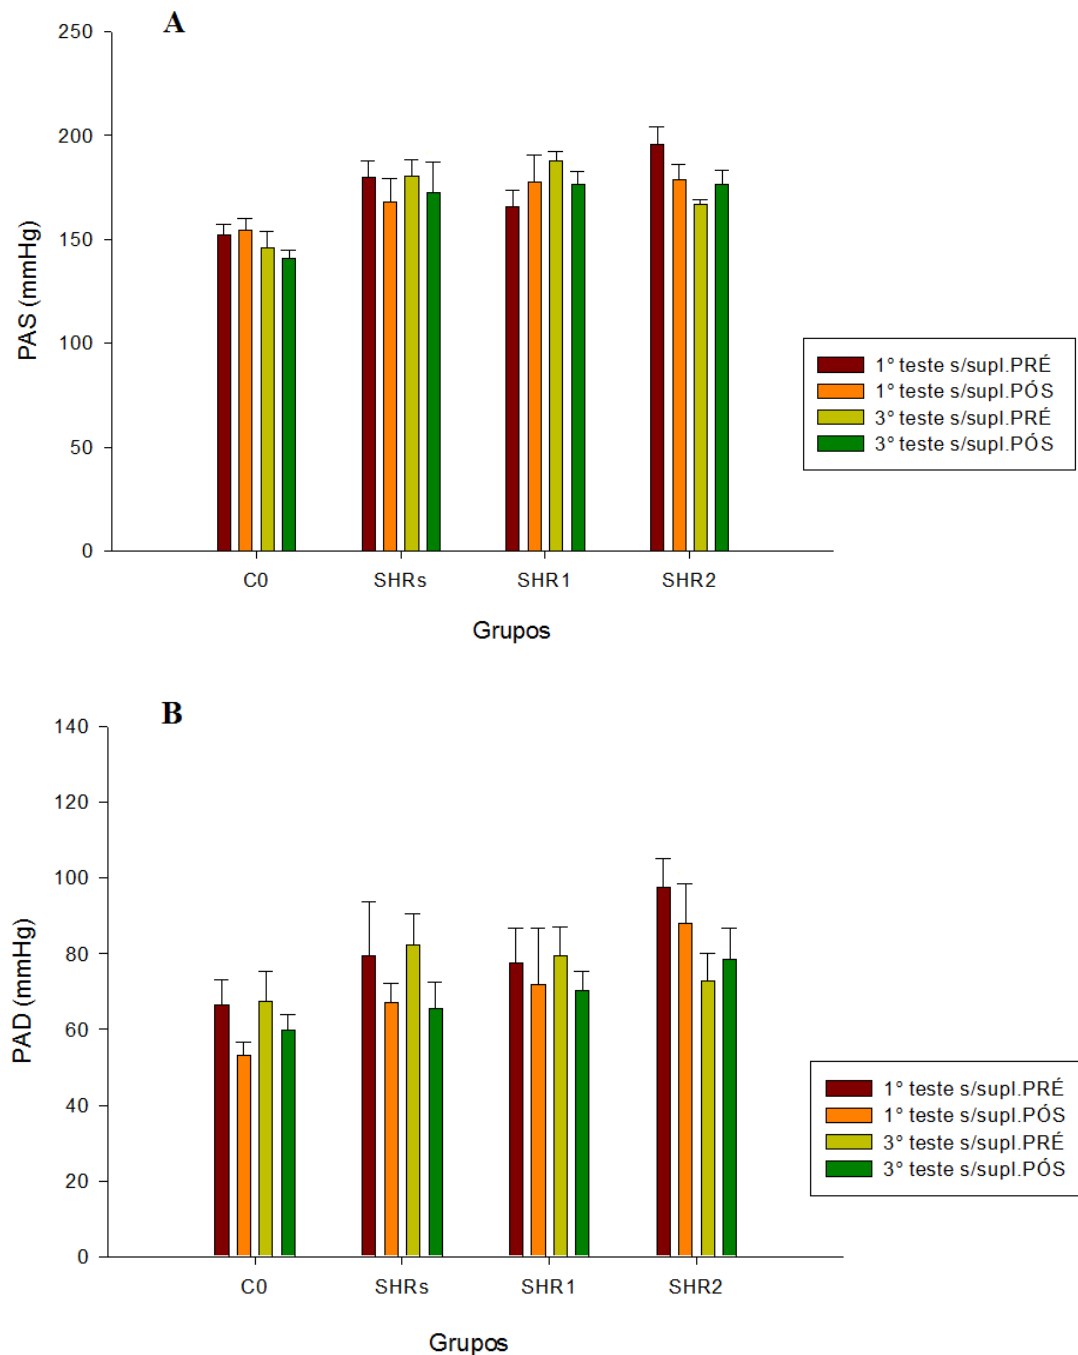 A
250
200
150
100
50
0
PAS (mmHg)
C0 SHRs SHR1 SHR2
Grupos
1° teste s/supl.PRÉ
1° teste s/supl.PÓS
3° teste s/supl.PRÉ
3° teste s/supl.PÓS
B
140
120
100
80
60
40
20
0
PAD (mmHg)
C0 SHRs SHR1 SHR2
Grupos
1° teste s/supl.PRÉ
1° teste s/supl.PÓS
3° teste s/supl.PRÉ
3° teste s/supl.PÓS